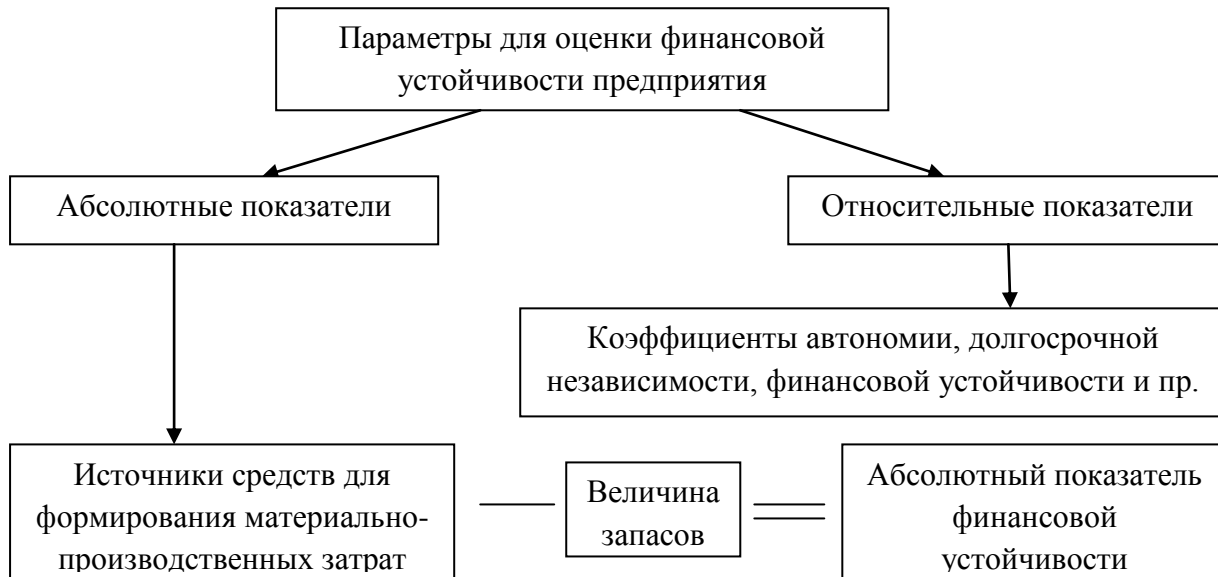 Параметры для оценки финансовой
устойчивости предприятия
Абсолютные показатели
Относительные показатели
Коэффициенты автономии, долгосрочной
независимости, финансовой устойчивости и пр.
Источники средств для
формирования материально-
производственных затрат
Величина
запасов
Абсолютный показатель
финансовой
устойчивости